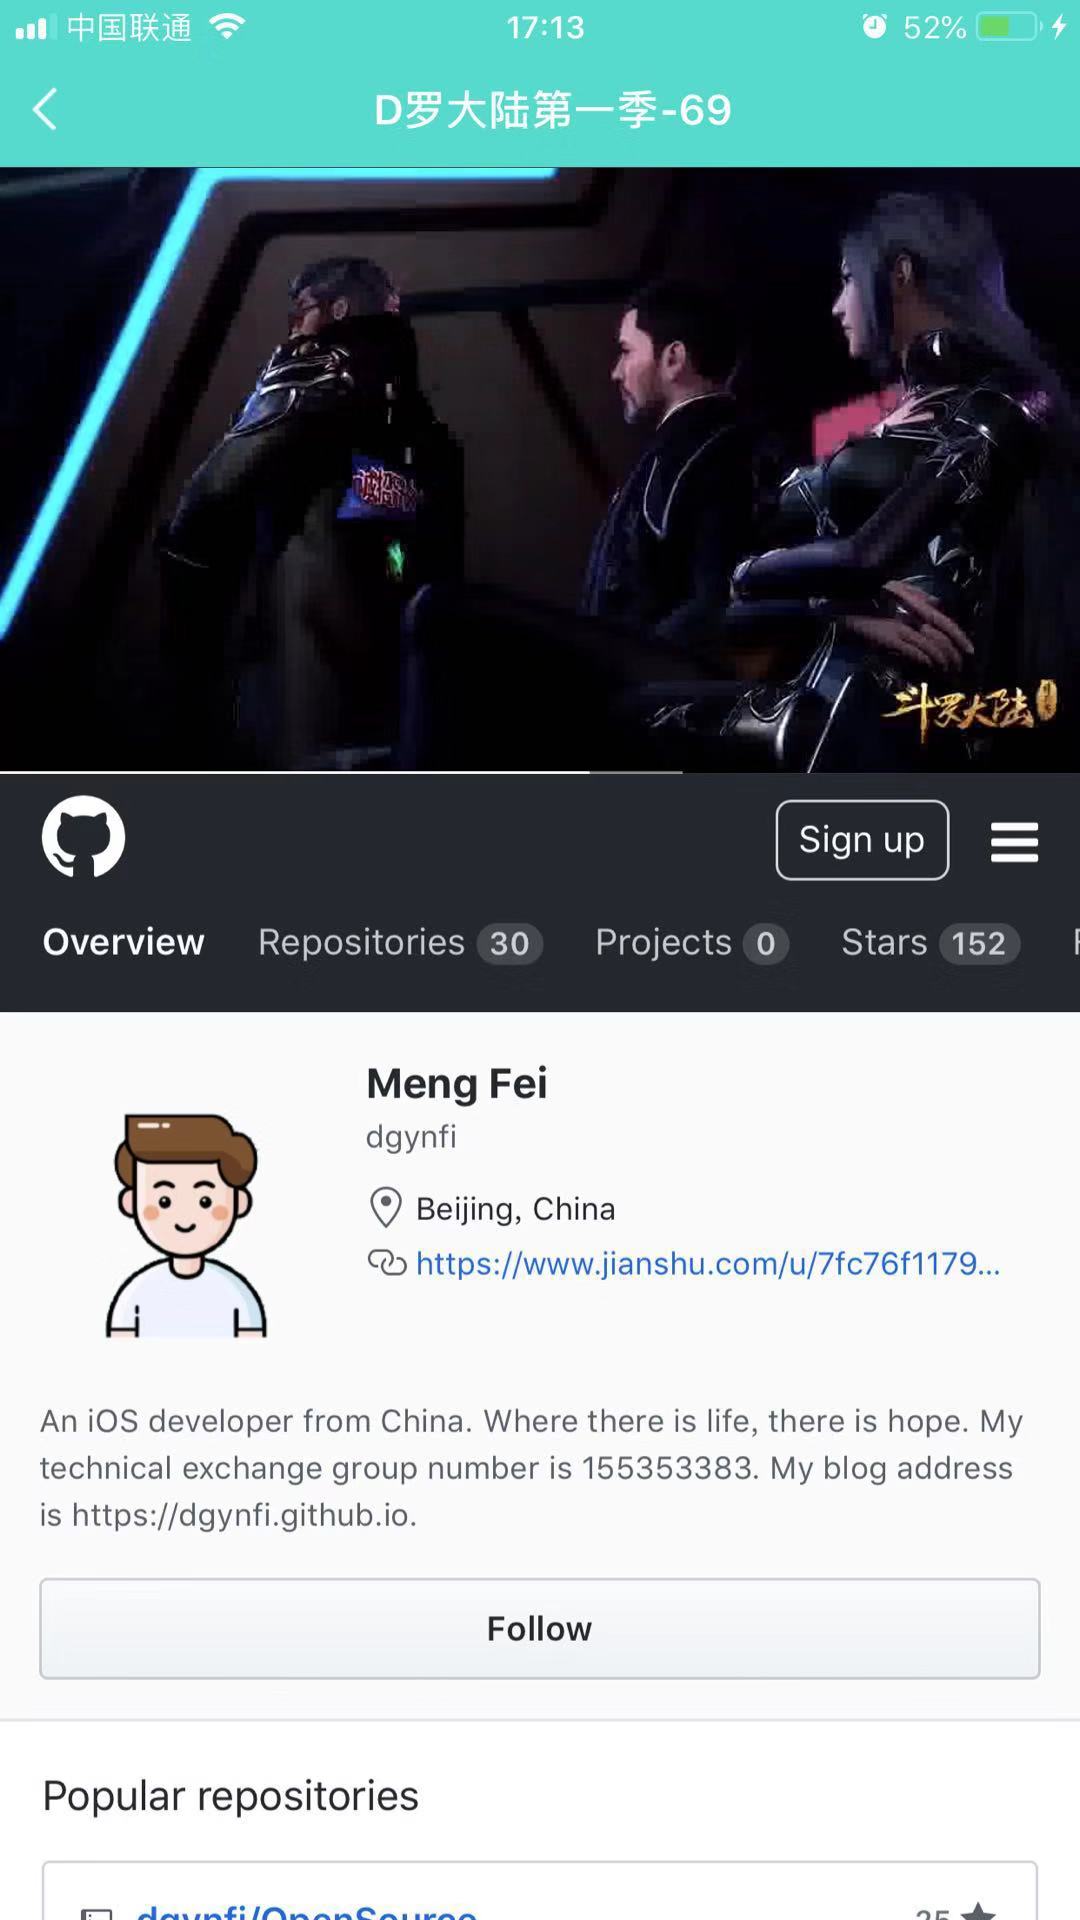 中国联通
17:13
52%
D罗大陆第一季-69
斗罗大陆
Sign up
Overview
Repositories 30
Projects 0
Stars 152
Meng Fei
dgynfi
Beijing, China
https://www.jianshu.com/u/7fc76f1179...
An iOS developer from China. Where there is life, there is hope. My
technical exchange group number is 155353383. My blog address
is https://dgynfi.github.io.
Follow
Popular repositories
dgynfi/OpenSource
25